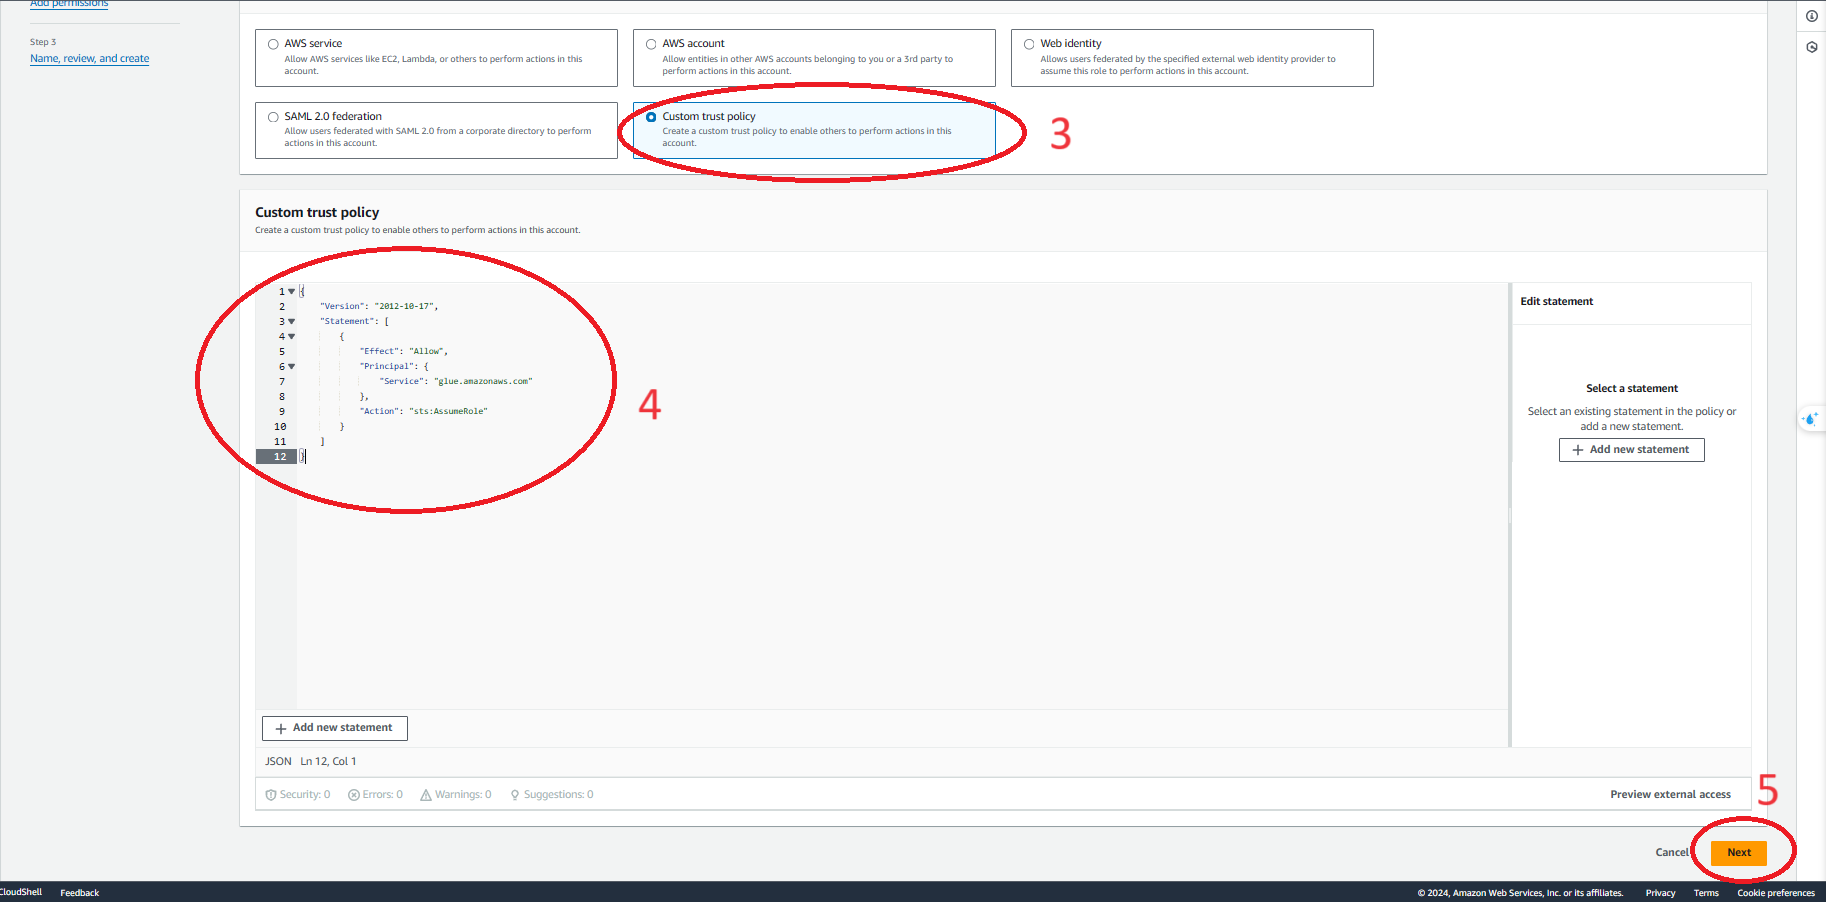 Add permissions
Step 3
Name, review, and create
AWS service
Allow AWS services like EC2, Lambda, or others to perform actions in this
account.
AWS account
Allow entities in other AWS accounts belonging to you or a 3rd party to
perform actions in this account.
Web identity
Allows users federated by the specified external web identity provider to
assume this role to perform actions in this account.
SAML 2.0 federation
Allow users federated with SAML 2.0 from a corporate directory to perform
actions in this account.
Custom trust policy
Create a custom trust policy to enable others to perform actions in this
account.
3
Custom trust policy
Create a custom trust policy to enable others to perform actions in this account.
1 {
2 "Version": "2012-10-17",
3 "Statement": [
4 {
5 "Effect": "Allow",
6 "Principal": {
7 "Service": "glue.amazonaws.com"
8 },
9 "Action": "sts:AssumeRole"
10 }
11 ]
12 }
4
Edit statement
Select a statement
Select an existing statement in the policy or
add a new statement.
+ Add new statement
+ Add new statement
JSON Ln 12, Col 1
Security: 0 Errors: 0 Warnings: 0 Suggestions: 0
Preview external access
5
Cancel Next
CloudShell Feedback
© 2024, Amazon Web Services, Inc. or its affiliates. Privacy Terms Cookie preferences